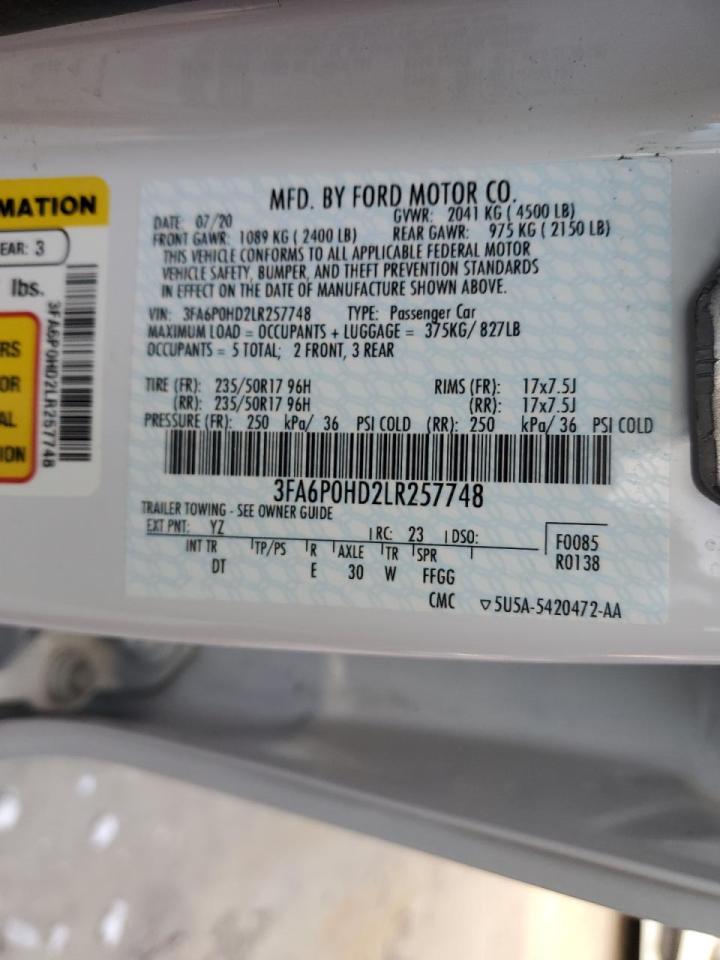 MATION
EAR: 3
lbs.
RS
OR
AL
ION
3FA6P0HD2LR257748
MFD. BY FORD MOTOR CO.
DATE: 07/20 GVWR: 2041 KG ( 4500 LB)
FRONT GAWR: 1089 KG ( 2400 LB) REAR GAWR: 975 KG ( 2150 LB)
THIS VEHICLE CONFORMS TO ALL APPLICABLE FEDERAL MOTOR
VEHICLE SAFETY, BUMPER, AND THEFT PREVENTION STANDARDS
IN EFFECT ON THE DATE OF MANUFACTURE SHOWN ABOVE.
VIN: 3FA6P0HD2LR257748 TYPE: Passenger Car
MAXIMUM LOAD = OCCUPANTS + LUGGAGE = 375KG/ 827LB
OCCUPANTS = 5 TOTAL; 2 FRONT, 3 REAR
TIRE (FR): 235/50R17 96H RIMS (FR): 17x7.5J
(RR): 235/50R17 96H (RR): 17x7.5J
PRESSURE (FR): 250 kPa/ 36 PSI COLD (RR): 250 kPa/ 36 PSI COLD
3FA6P0HD2LR257748
TRAILER TOWING - SEE OWNER GUIDE
EXT PNT: YZ RC: 23 DSO: F0085
INT TR TP/PS R AXLE TR SPR R0138
DT E 30 W FFGG
CMC ▽5U5A-5420472-AA